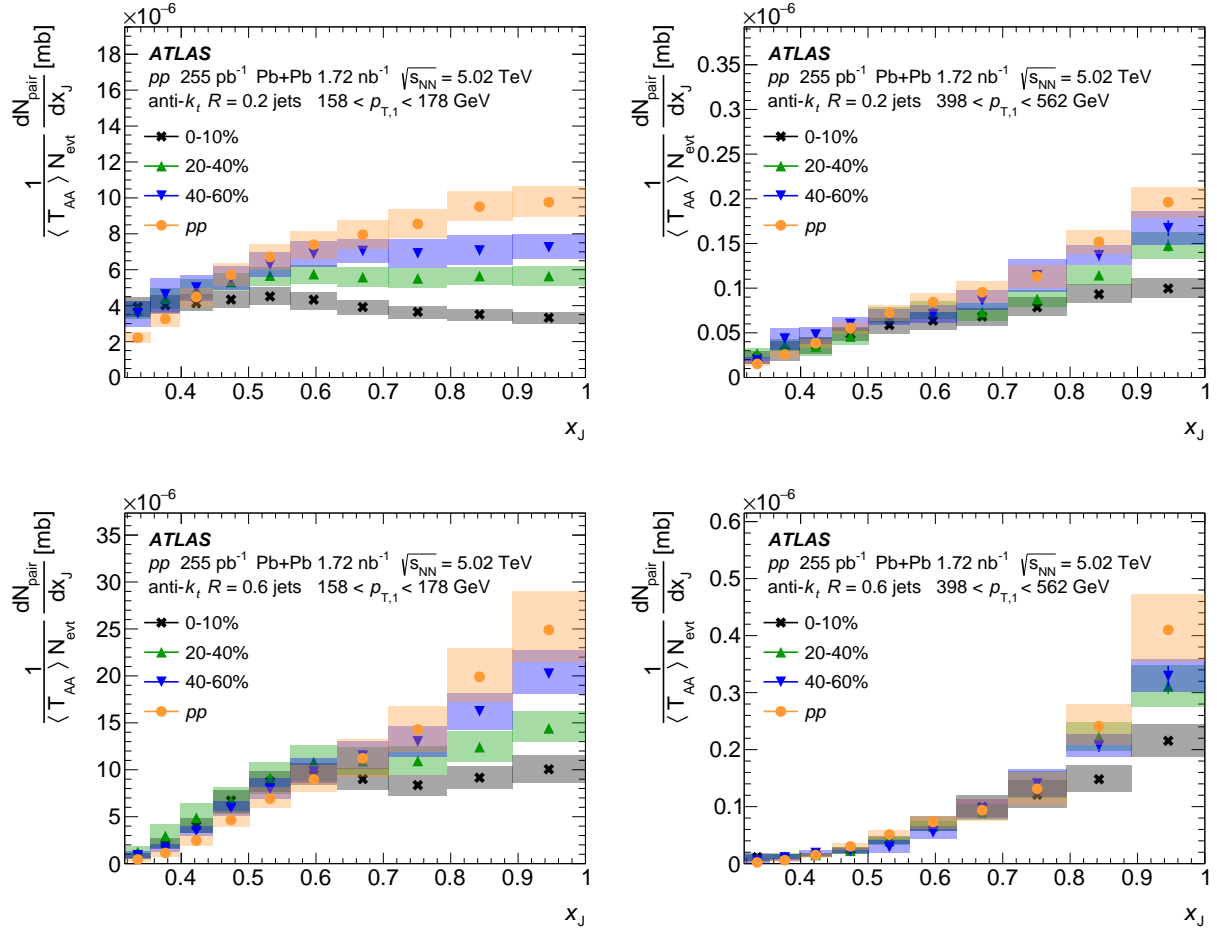 ×10⁻⁶
1/⟨T_AA⟩ N_evt dN_pair/dx_J [mb]
ATLAS
pp 255 pb⁻¹ Pb+Pb 1.72 nb⁻¹ √s_NN = 5.02 TeV
anti-k_t R = 0.2 jets 158 < p_T,1 < 178 GeV
0-10%
20-40%
40-60%
pp
18
16
14
12
10
8
6
4
2
0
0.4 0.5 0.6 0.7 0.8 0.9 1
x_J
×10⁻⁶
1/⟨T_AA⟩ N_evt dN_pair/dx_J [mb]
ATLAS
pp 255 pb⁻¹ Pb+Pb 1.72 nb⁻¹ √s_NN = 5.02 TeV
anti-k_t R = 0.2 jets 398 < p_T,1 < 562 GeV
0-10%
20-40%
40-60%
pp
0.35
0.3
0.25
0.2
0.15
0.1
0.05
0
0.4 0.5 0.6 0.7 0.8 0.9 1
x_J
×10⁻⁶
1/⟨T_AA⟩ N_evt dN_pair/dx_J [mb]
ATLAS
pp 255 pb⁻¹ Pb+Pb 1.72 nb⁻¹ √s_NN = 5.02 TeV
anti-k_t R = 0.6 jets 158 < p_T,1 < 178 GeV
0-10%
20-40%
40-60%
pp
35
30
25
20
15
10
5
0
0.4 0.5 0.6 0.7 0.8 0.9 1
x_J
×10⁻⁶
1/⟨T_AA⟩ N_evt dN_pair/dx_J [mb]
ATLAS
pp 255 pb⁻¹ Pb+Pb 1.72 nb⁻¹ √s_NN = 5.02 TeV
anti-k_t R = 0.6 jets 398 < p_T,1 < 562 GeV
0-10%
20-40%
40-60%
pp
0.6
0.5
0.4
0.3
0.2
0.1
0
0.4 0.5 0.6 0.7 0.8 0.9 1
x_J